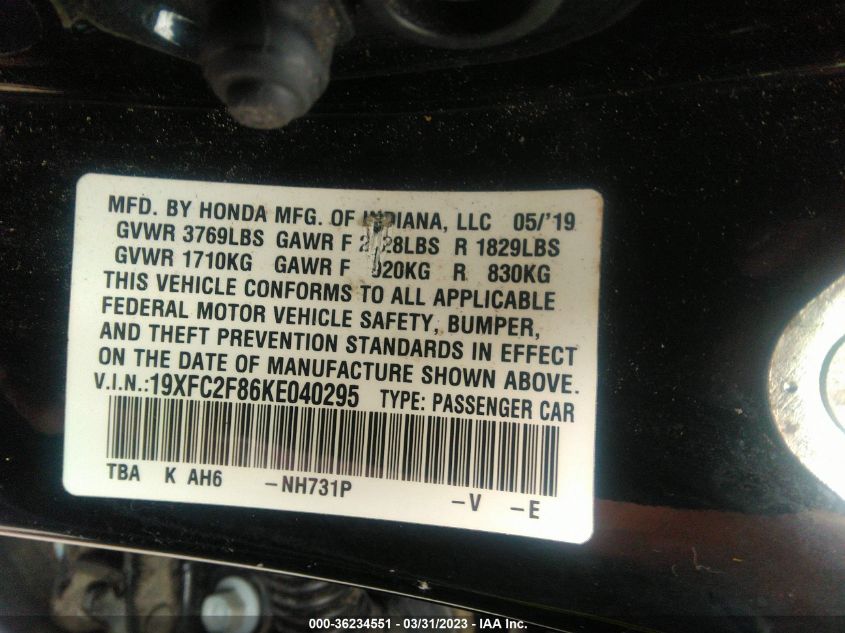 MFD. BY HONDA MFG. OF INDIANA, LLC 05/'19
GVWR 3769LBS GAWR F LBS R 1829LBS
GVWR 1710KG GAWR F KG R 830KG
THIS VEHICLE CONFORMS TO ALL APPLICABLE
FEDERAL MOTOR VEHICLE SAFETY, BUMPER,
AND THEFT PREVENTION STANDARDS IN EFFECT
ON THE DATE OF MANUFACTURE SHOWN ABOVE.
V.I.N.:19XFC2F86KE040295 TYPE: PASSENGER CAR
TBA K AH6 -NH731P -V -E
000-36234551 - 03/31/2023 - IAA Inc.